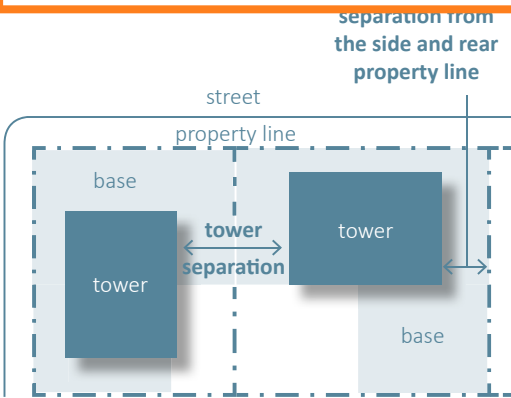 separation from
the side and rear
property line
street
property line
base
tower
separation
tower
tower
base